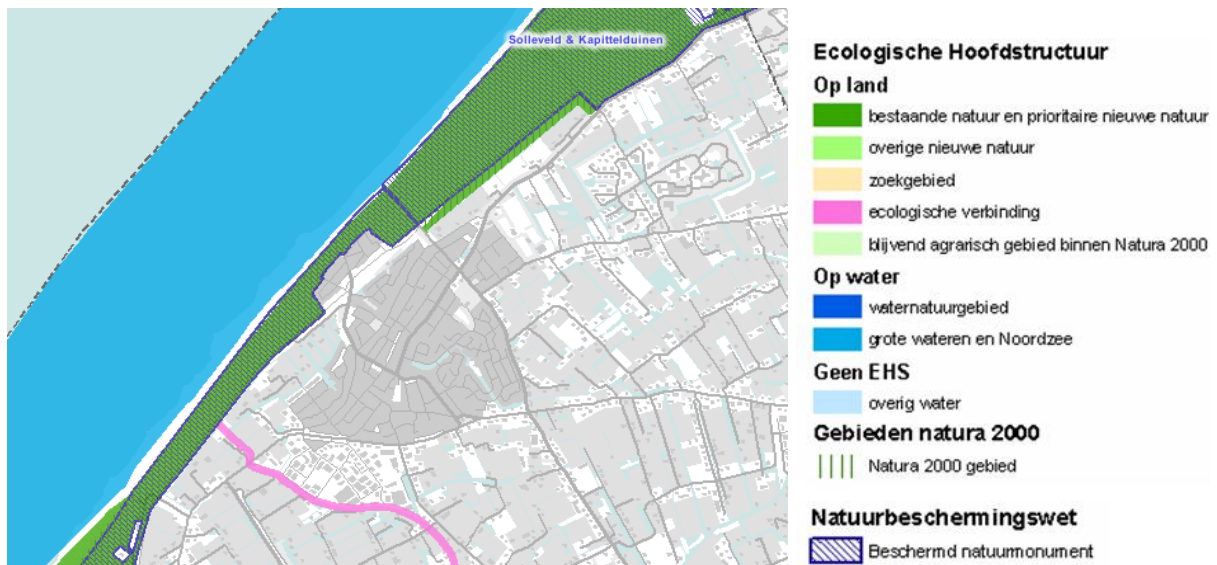 Solleveld & Kapittelduinen
Ecologische Hoofdstructuur
Op land
bestaande natuur en prioritaire nieuwe natuur
overige nieuwe natuur
zoekgebied
ecologische verbinding
blijvend agrarisch gebied binnen Natura 2000
Op water
waternatuurgebied
grote wateren en Noordzee
Geen EHS
overig water
Gebieden natura 2000
Natura 2000 gebied
Natuurbeschermingswet
Beschermd natuurmonument